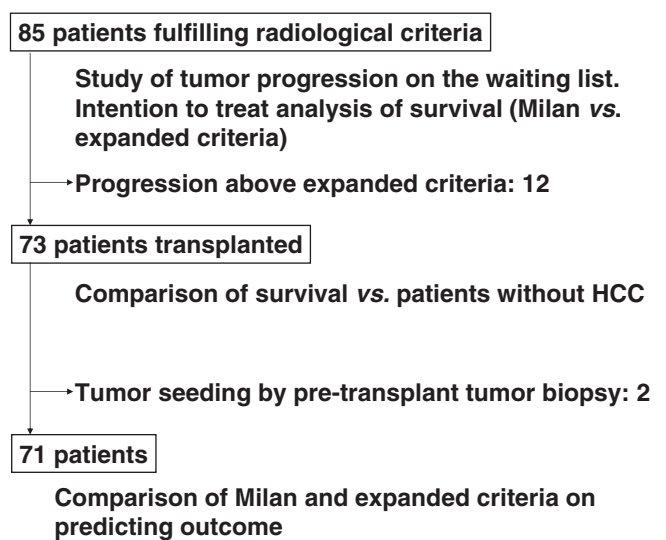 85 patients fulfilling radiological criteria
Study of tumor progression on the waiting list.
Intention to treat analysis of survival (Milan vs.
expanded criteria)
Progression above expanded criteria: 12
73 patients transplanted
Comparison of survival vs. patients without HCC
Tumor seeding by pre-transplant tumor biopsy: 2
71 patients
Comparison of Milan and expanded criteria on
predicting outcome